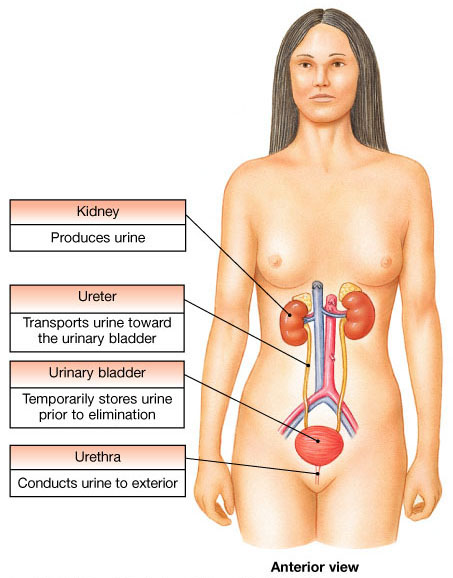 Kidney
Produces urine
Ureter
Transports urine toward
the urinary bladder
Urinary bladder
Temporarily stores urine
prior to elimination
Urethra
Conducts urine to exterior
Anterior view